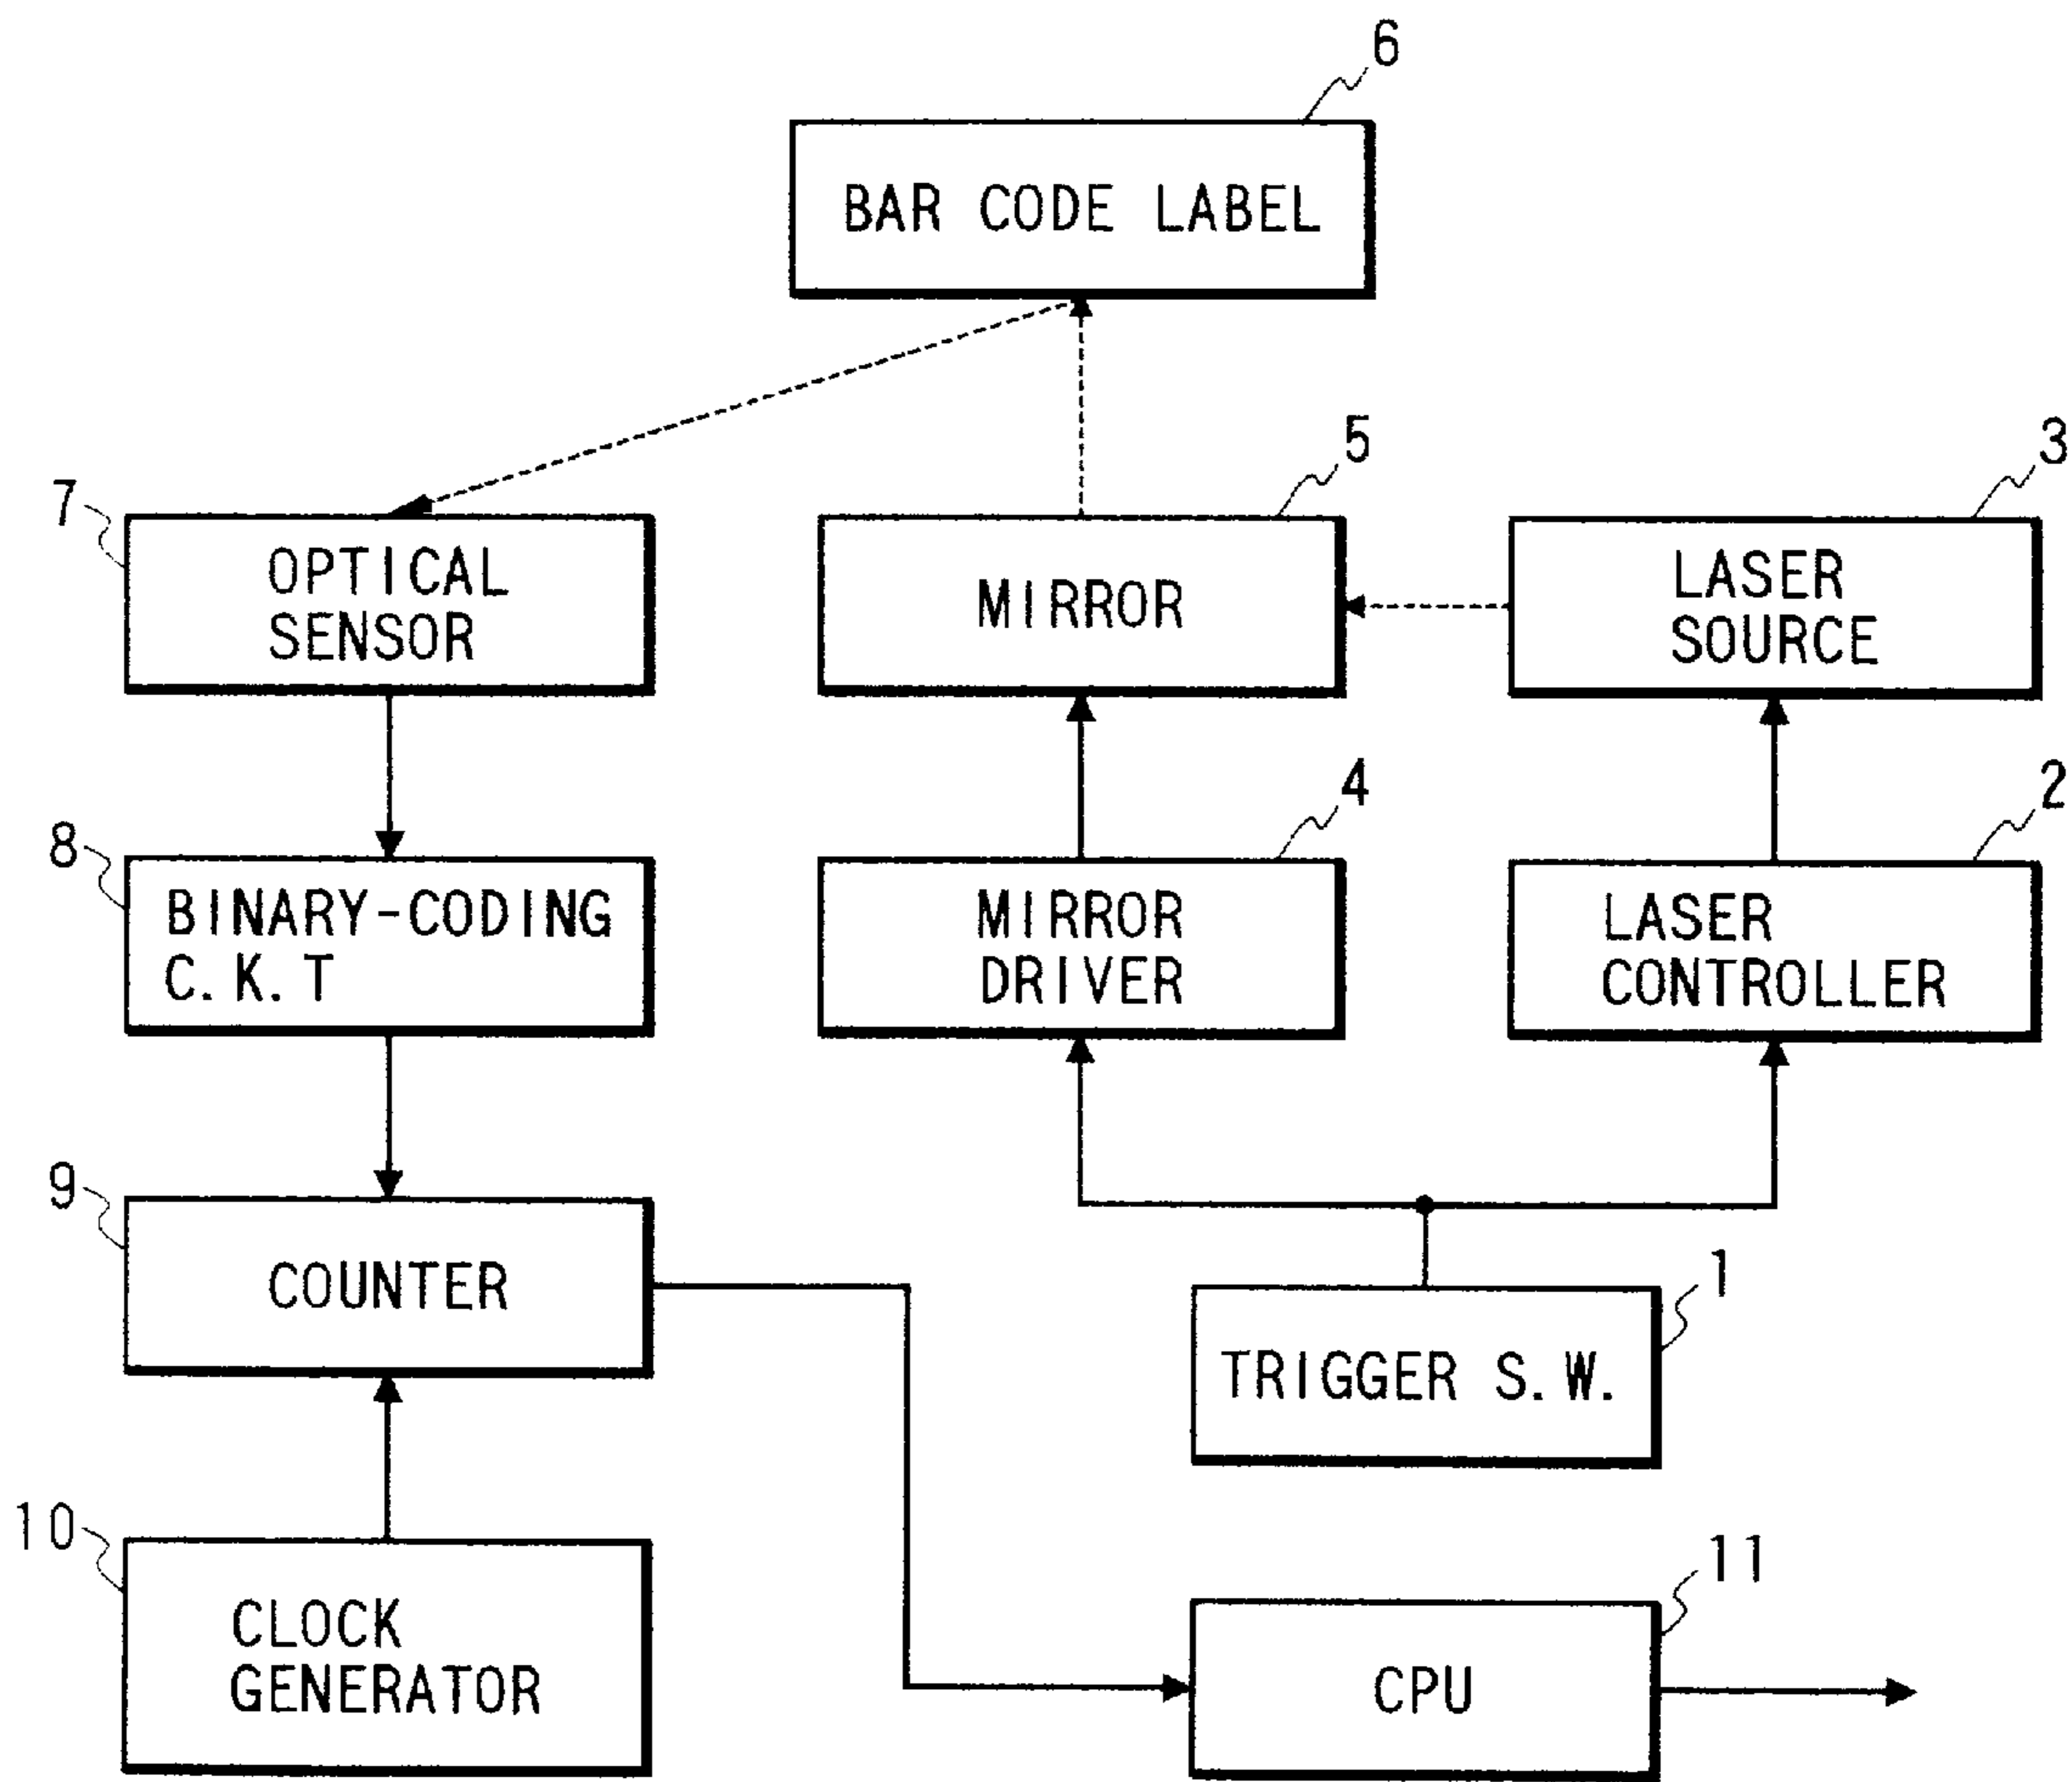 6
BAR CODE LABEL
7
OPTICAL
SENSOR
5
MIRROR
3
LASER
SOURCE
8
BINARY-CODING
C.K.T
4
MIRROR
DRIVER
2
LASER
CONTROLLER
9
COUNTER
1
TRIGGER S.W.
10
CLOCK
GENERATOR
11
CPU